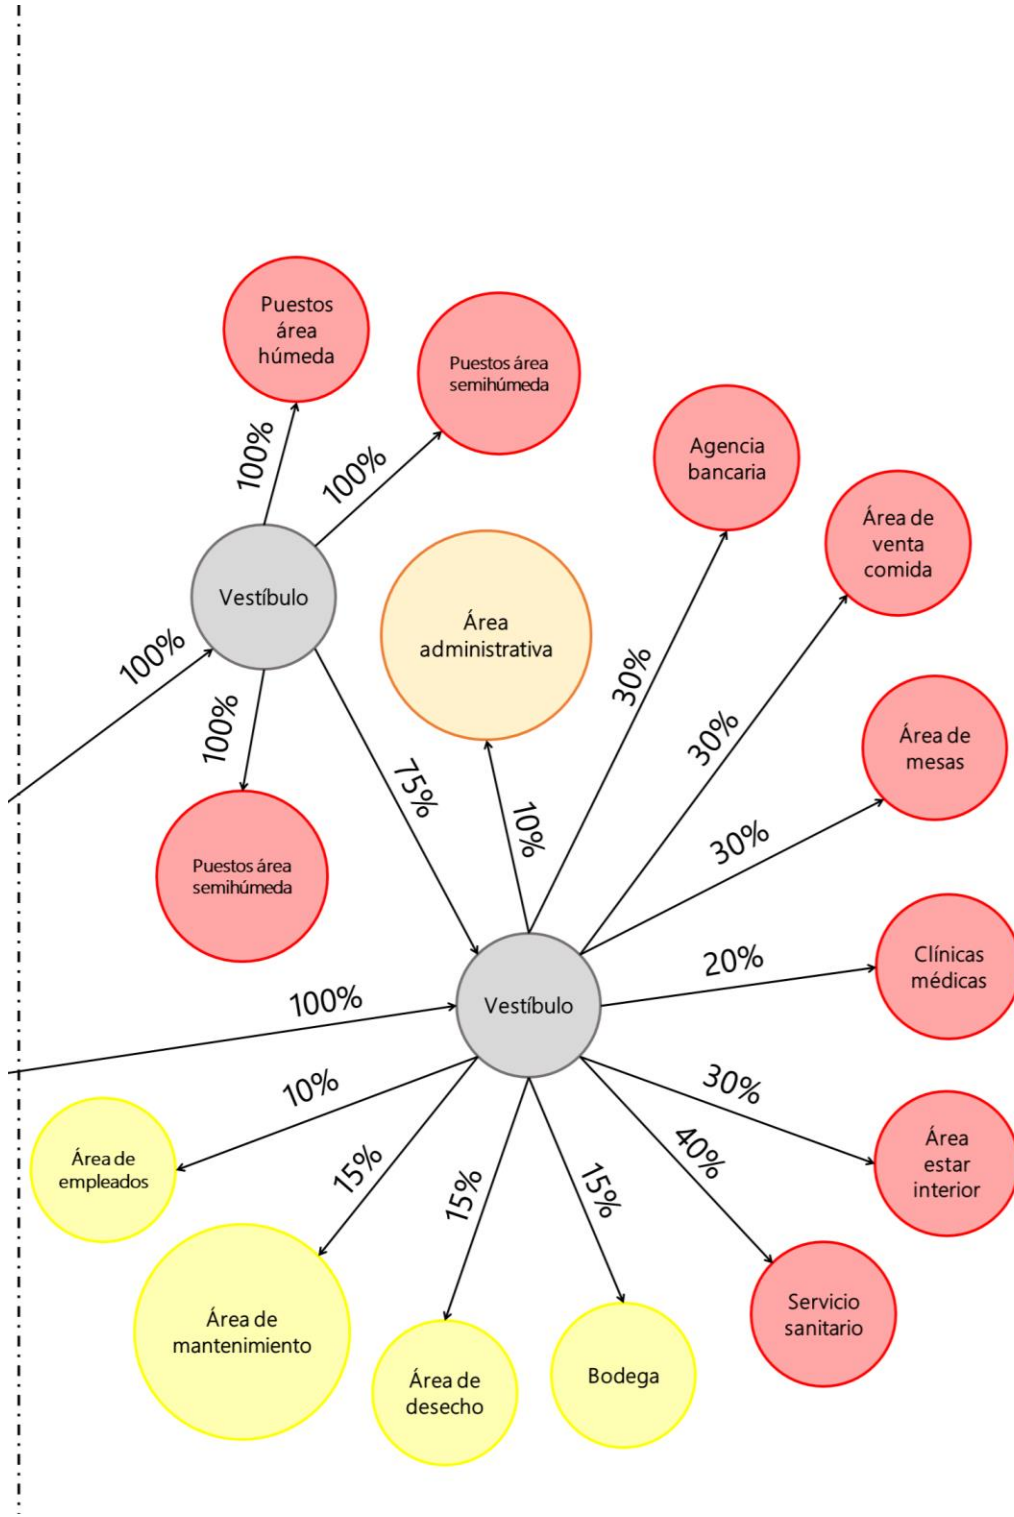 Puestos
área
húmeda
Puestos área
semihúmeda
100%
100%
Agencia
bancaria
Área de
venta
comida
Vestíbulo
Área
administrativa
100%
100%
30%
30%
75%
10%
Área de
mesas
30%
Puestos área
semihúmeda
Clínicas
médicas
20%
100%
Vestíbulo
10%
30%
15%
15%
15%
40%
Área
estar
interior
Área de
empleados
Área de
mantenimiento
Servicio
sanitario
Área de
desecho
Bodega